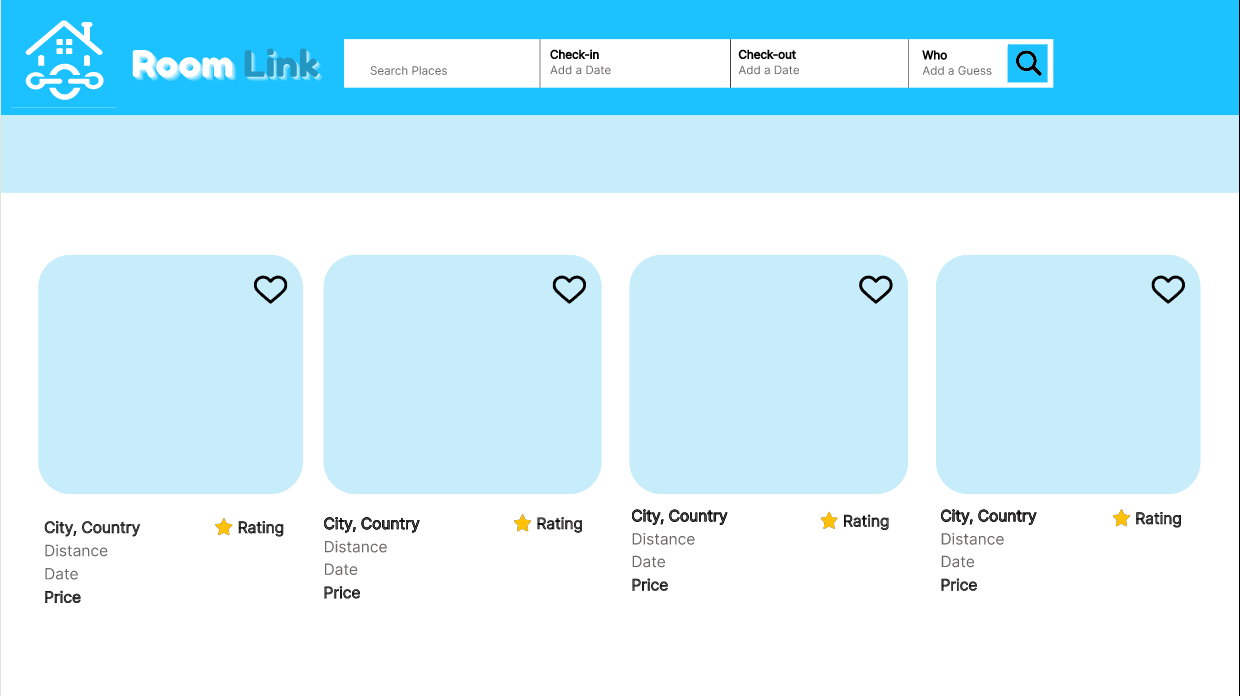 Room Link
Search Places
Check-in
Add a Date
Check-out
Add a Date
Who
Add a Guess
City, Country
Rating
Distance
Date
Price
City, Country
Rating
Distance
Date
Price
City, Country
Rating
Distance
Date
Price
City, Country
Rating
Distance
Date
Price